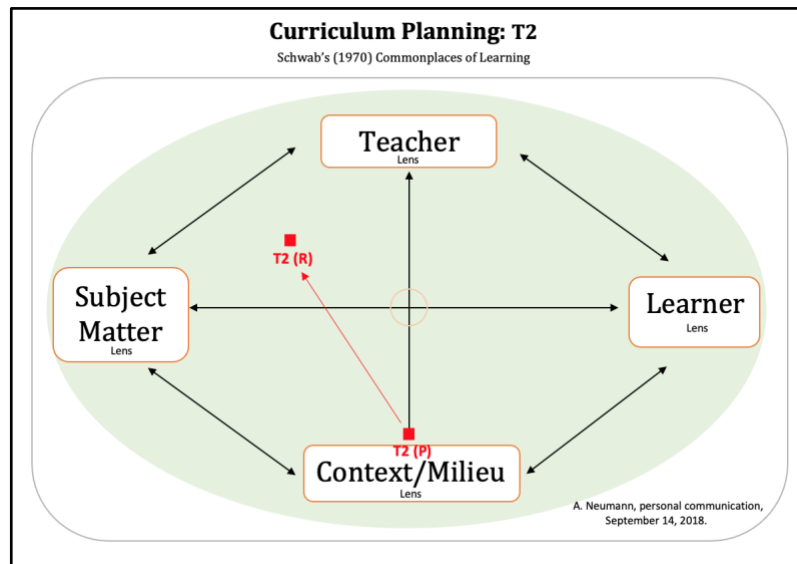 Curriculum Planning: T2
Schwab's (1970) Commonplaces of Learning
Teacher
Lens
T2 (R)
Subject
Matter
Lens
Learner
Lens
T2 (P)
Context/Milieu
Lens
A. Neumann, personal communication,
September 14, 2018.